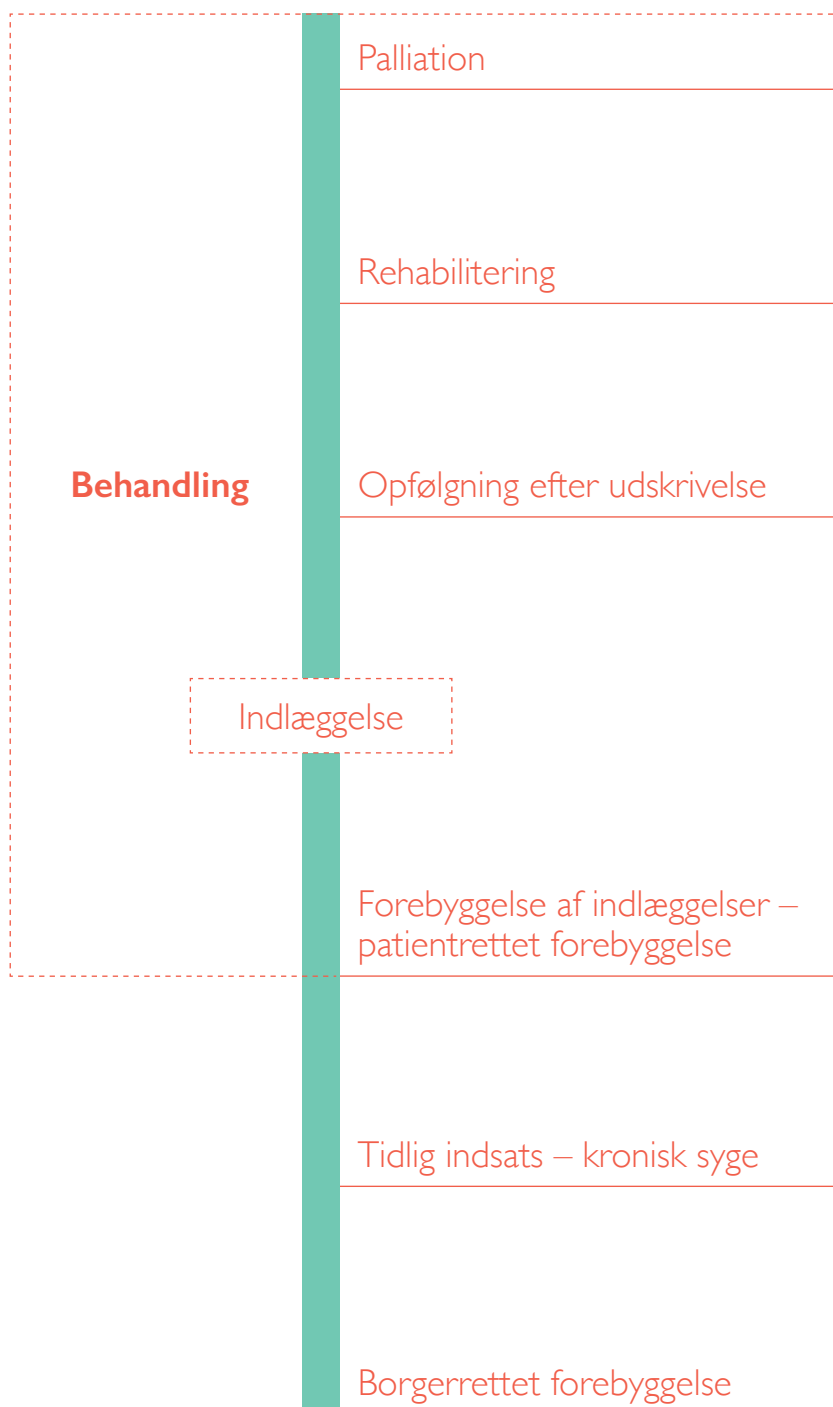 Palliation
Rehabilitering
Behandling
Opfølgning efter udskrivelse
Indlæggelse
Forebyggelse af indlæggelser –
patientrettet forebyggelse
Tidlig indsats – kronisk syge
Borgerrettet forebyggelse